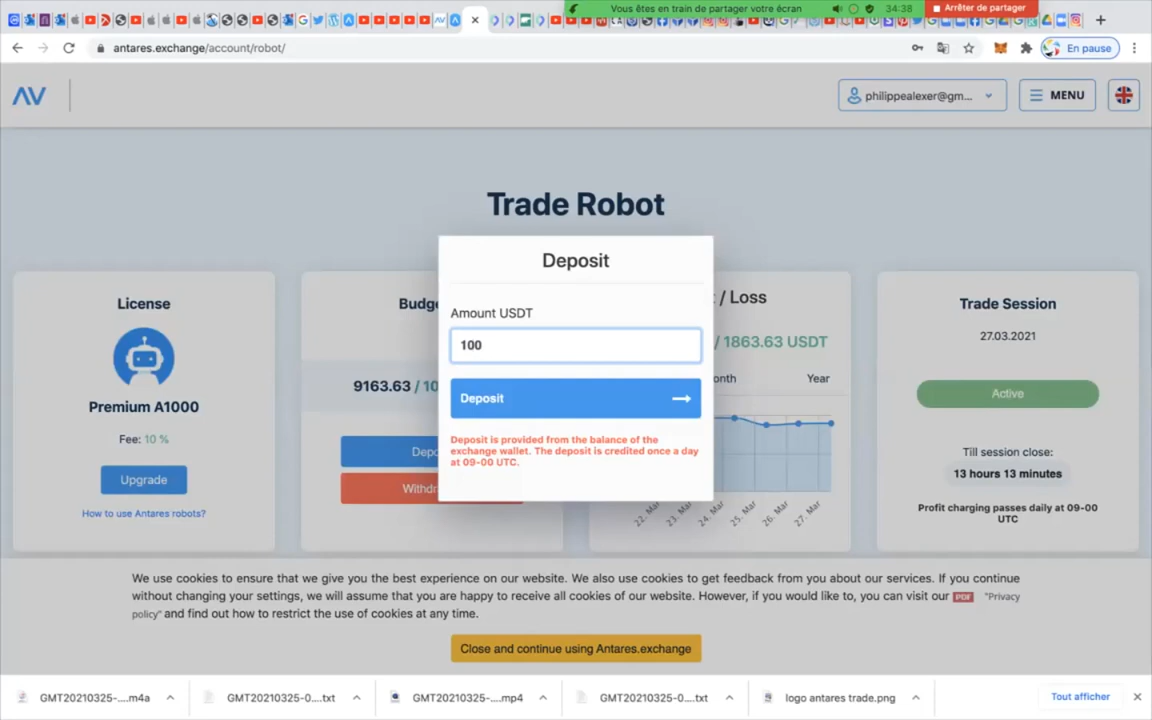 Vous êtes en train de partager votre écran
34:38
Arrêter de partager
antares.exchange/account/robot/
En pause
AV
philippealexer@gm...
MENU
Trade Robot
License
Premium A1000
Fee: 10 %
Upgrade
How to use Antares robots?
Budg
9163.63 / 10
Depo
Withdr
Deposit
Amount USDT
100
Deposit
Deposit is provided from the balance of the
exchange wallet. The deposit is credited once a day
at 09-00 UTC.
/ Loss
/ 1863.63 USDT
onth
Year
22. Mar
23. Mar
24. Mar
25. Mar
26. Mar
27. Mar
Trade Session
27.03.2021
Active
Till session close:
13 hours 13 minutes
Profit charging passes daily at 09-00
UTC
We use cookies to ensure that we give you the best experience on our website. We also use cookies to get feedback from you about our services. If you continue
without changing your settings, we will assume that you are happy to receive all cookies of our website. However, if you would like to, you can visit our PDF "Privacy
policy" and find out how to restrict the use of cookies at any time.
Close and continue using Antares.exchange
GMT20210325-....m4a
GMT20210325-0....txt
GMT20210325-....mp4
GMT20210325-0....txt
logo antares trade.png
Tout afficher